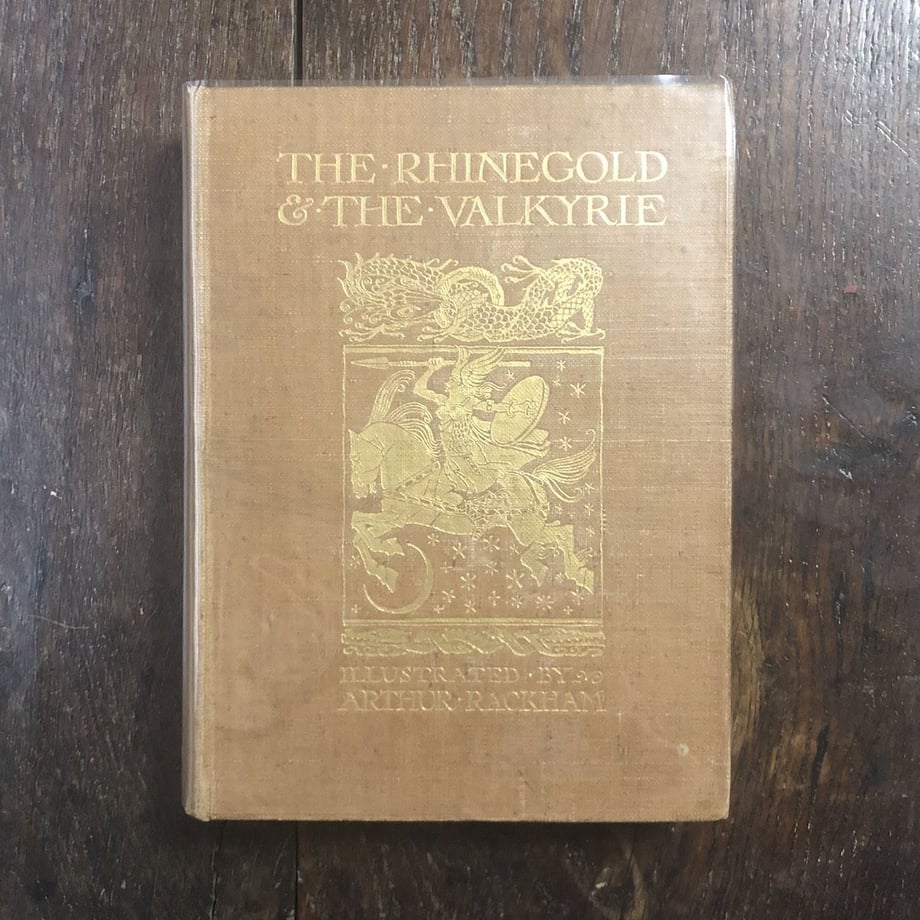 THE·RHINEGOLD
&·THE·VALKYRIE
ILLUSTRATED·BY
ARTHUR·RACKHAM